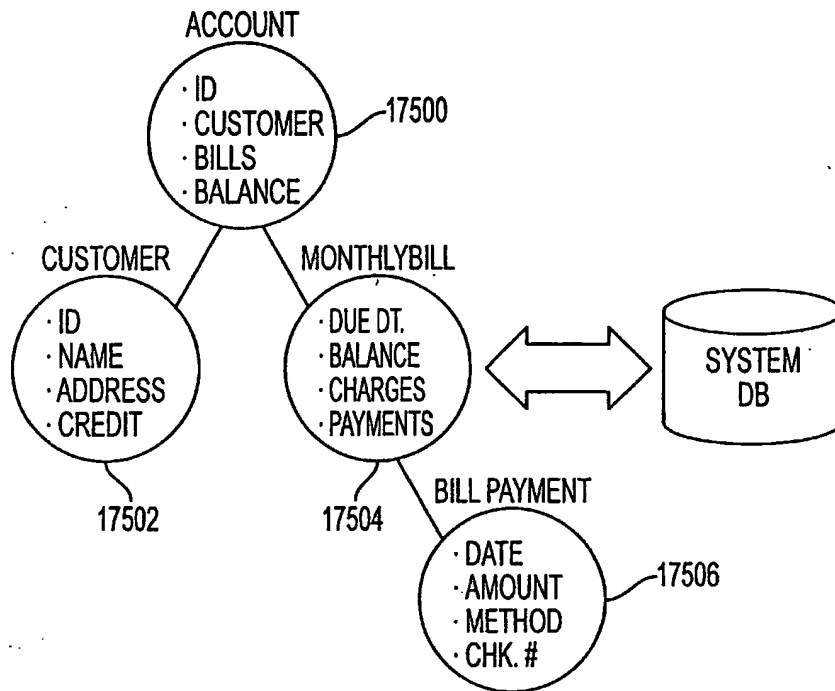 ACCOUNT
· ID
· CUSTOMER
· BILLS
· BALANCE
17500
CUSTOMER
· ID
· NAME
· ADDRESS
· CREDIT
17502
MONTHLYBILL
· DUE DT.
· BALANCE
· CHARGES
· PAYMENTS
17504
SYSTEM
DB
BILL PAYMENT
· DATE
· AMOUNT
· METHOD
· CHK. #
17506